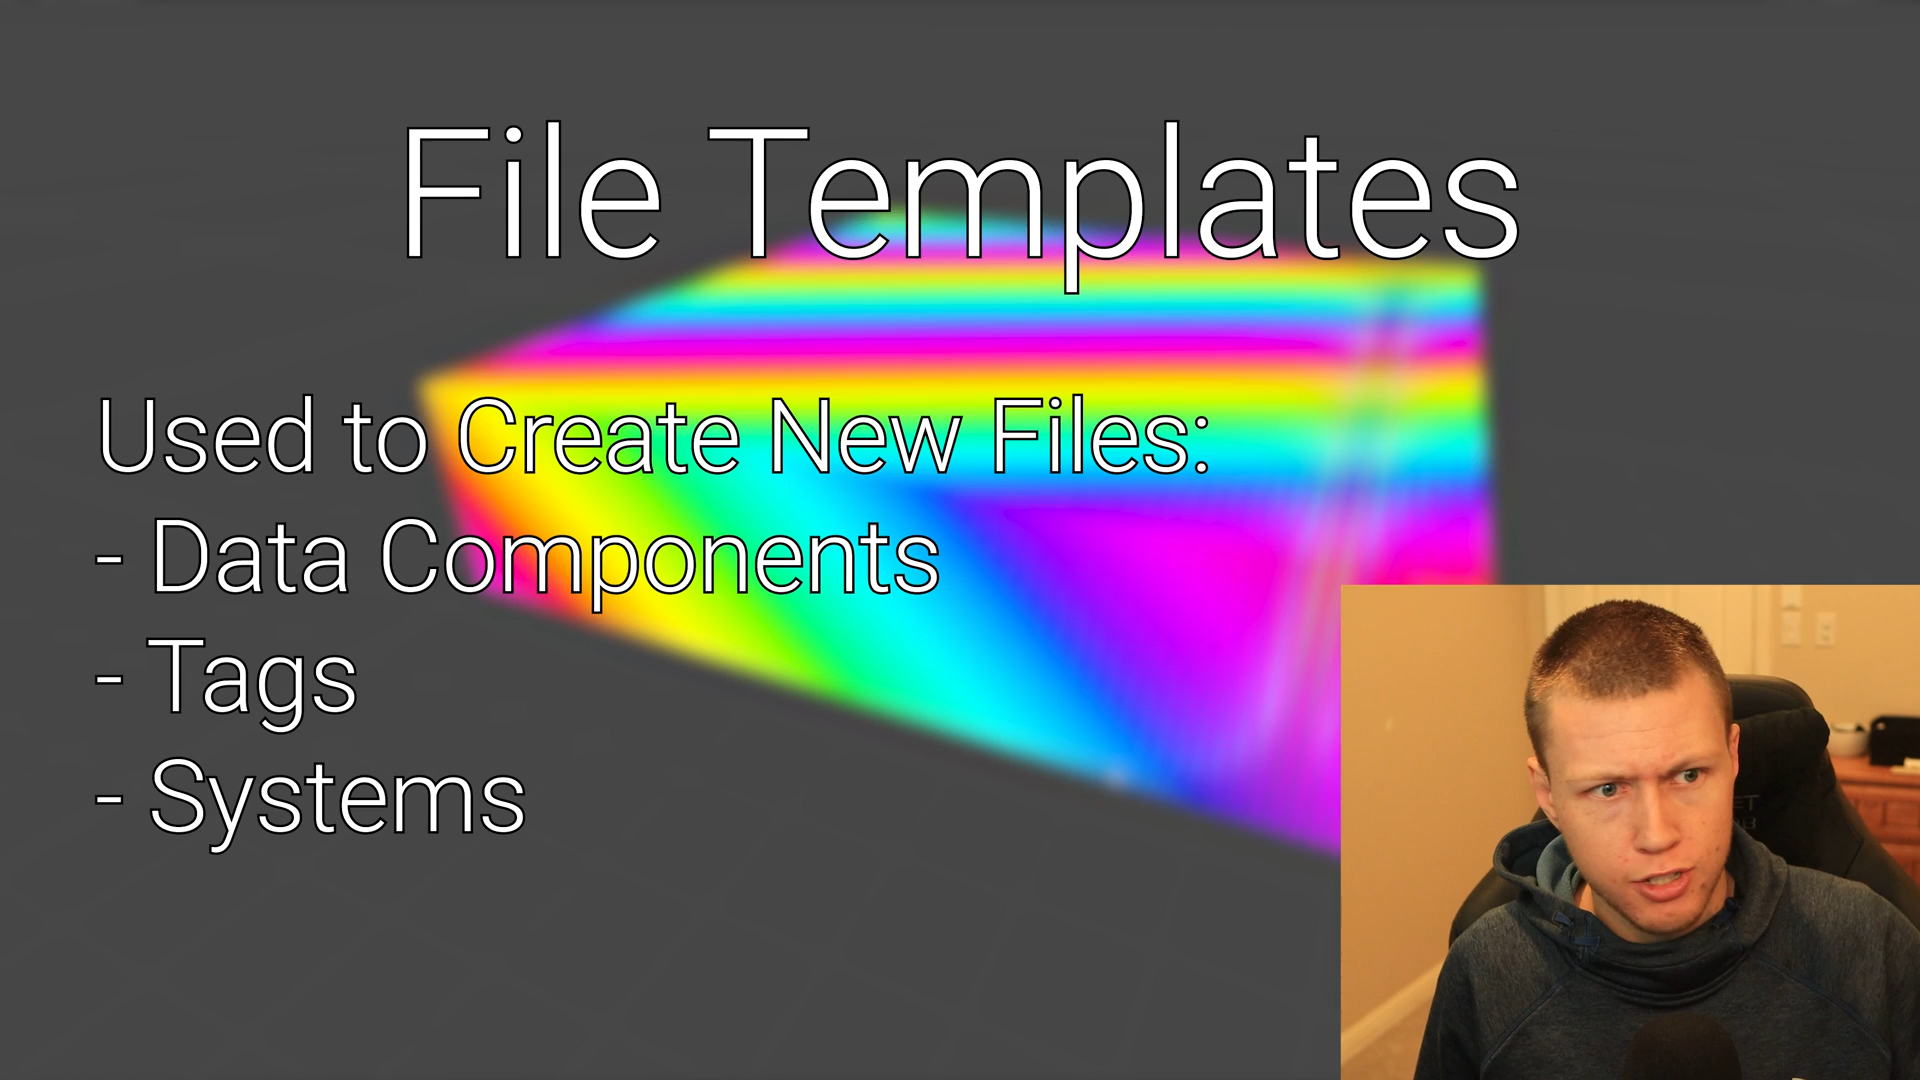 File Templates
Used to Create New Files:
- Data Components
- Tags
- Systems